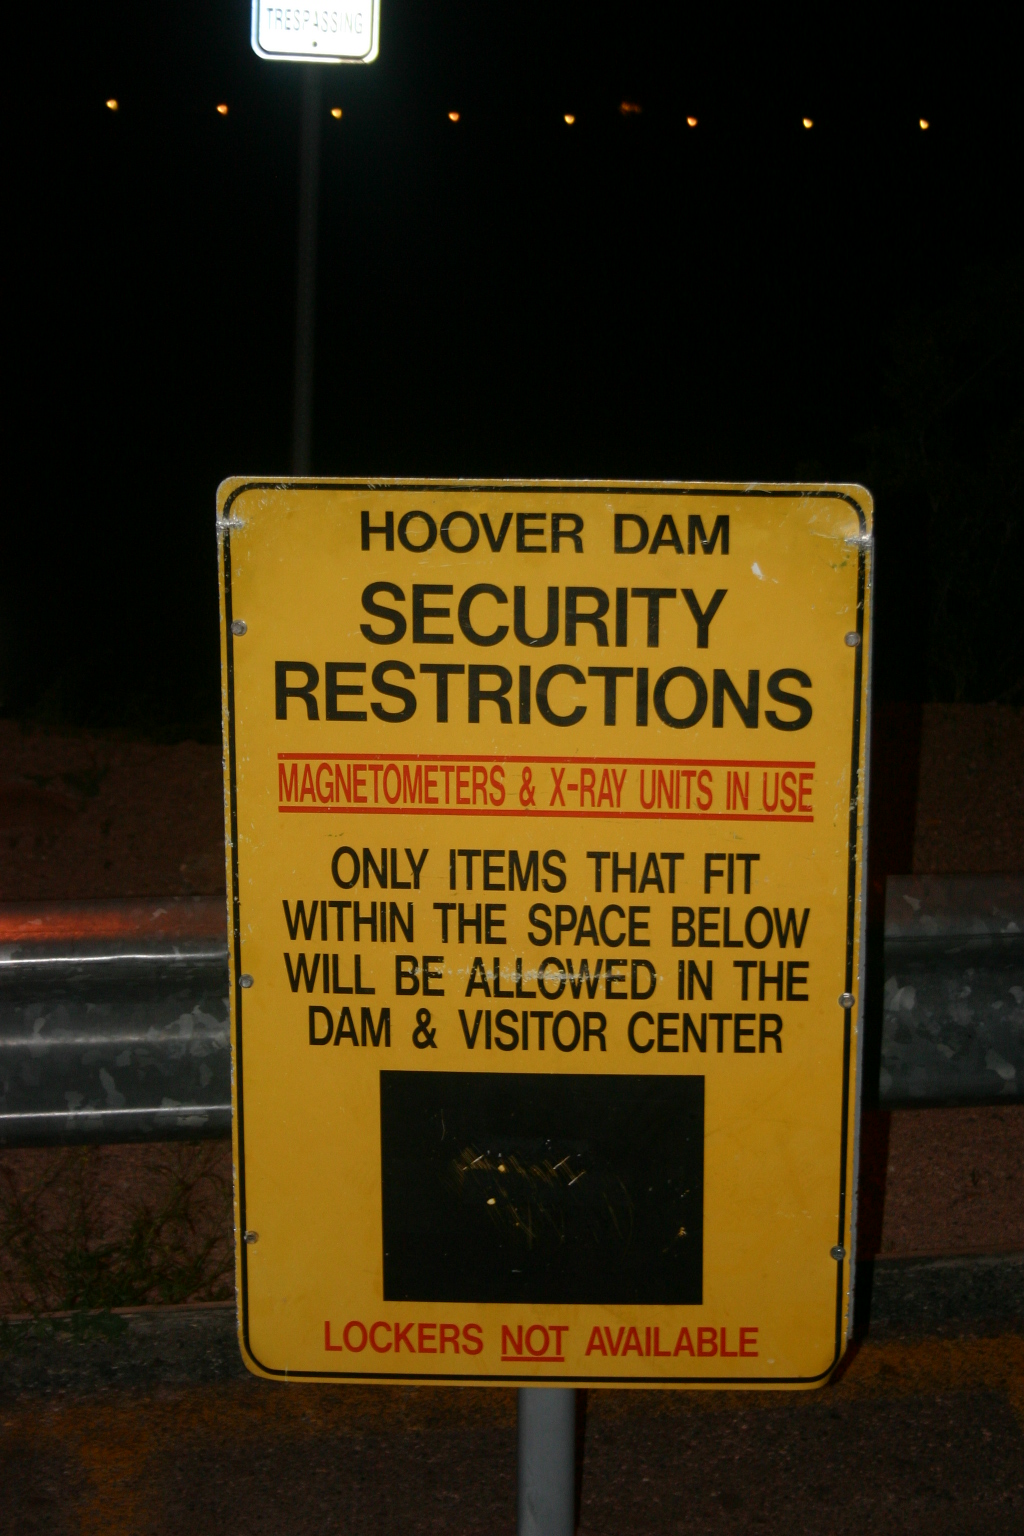 TRESPASSING
HOOVER DAM
SECURITY
RESTRICTIONS
MAGNETOMETERS & X-RAY UNITS IN USE
ONLY ITEMS THAT FIT
WITHIN THE SPACE BELOW
WILL BE ALLOWED IN THE
DAM & VISITOR CENTER
LOCKERS NOT AVAILABLE